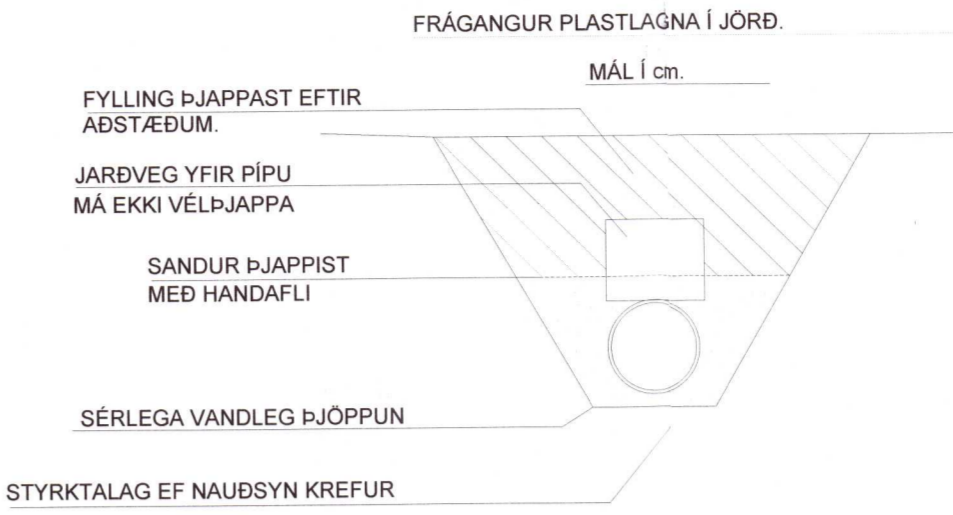 FRÁGANGUR PLASTLAGNA Í JÖRÐ.
MÁL Í cm.
FYLLING ÞJAPPAST EFTIR
AÐSTÆÐUM.
JARÐVEG YFIR PÍPU
MÁ EKKI VÉLÞJAPPA
SANDUR ÞJAPPIST
MEÐ HANDAFLI
SÉRLEGA VANDLEG ÞJÖPPUN
STYRKTALAG EF NAUÐSYN KREFUR